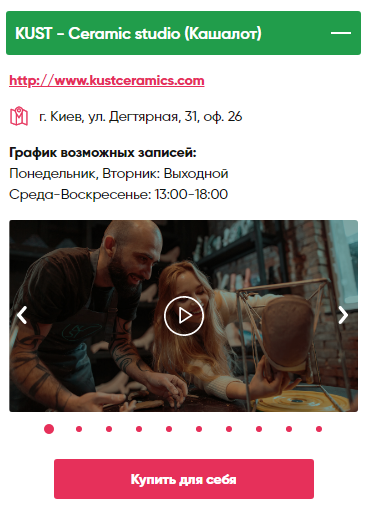 KUST - Ceramic studio (Кашалот)
http://www.kustceramics.com
г. Киев, ул. Дегтярная, 31, оф. 26
График возможных записей:
Понедельник, Вторник: Выходной
Среда-Воскресенье: 13:00-18:00
Купить для себя